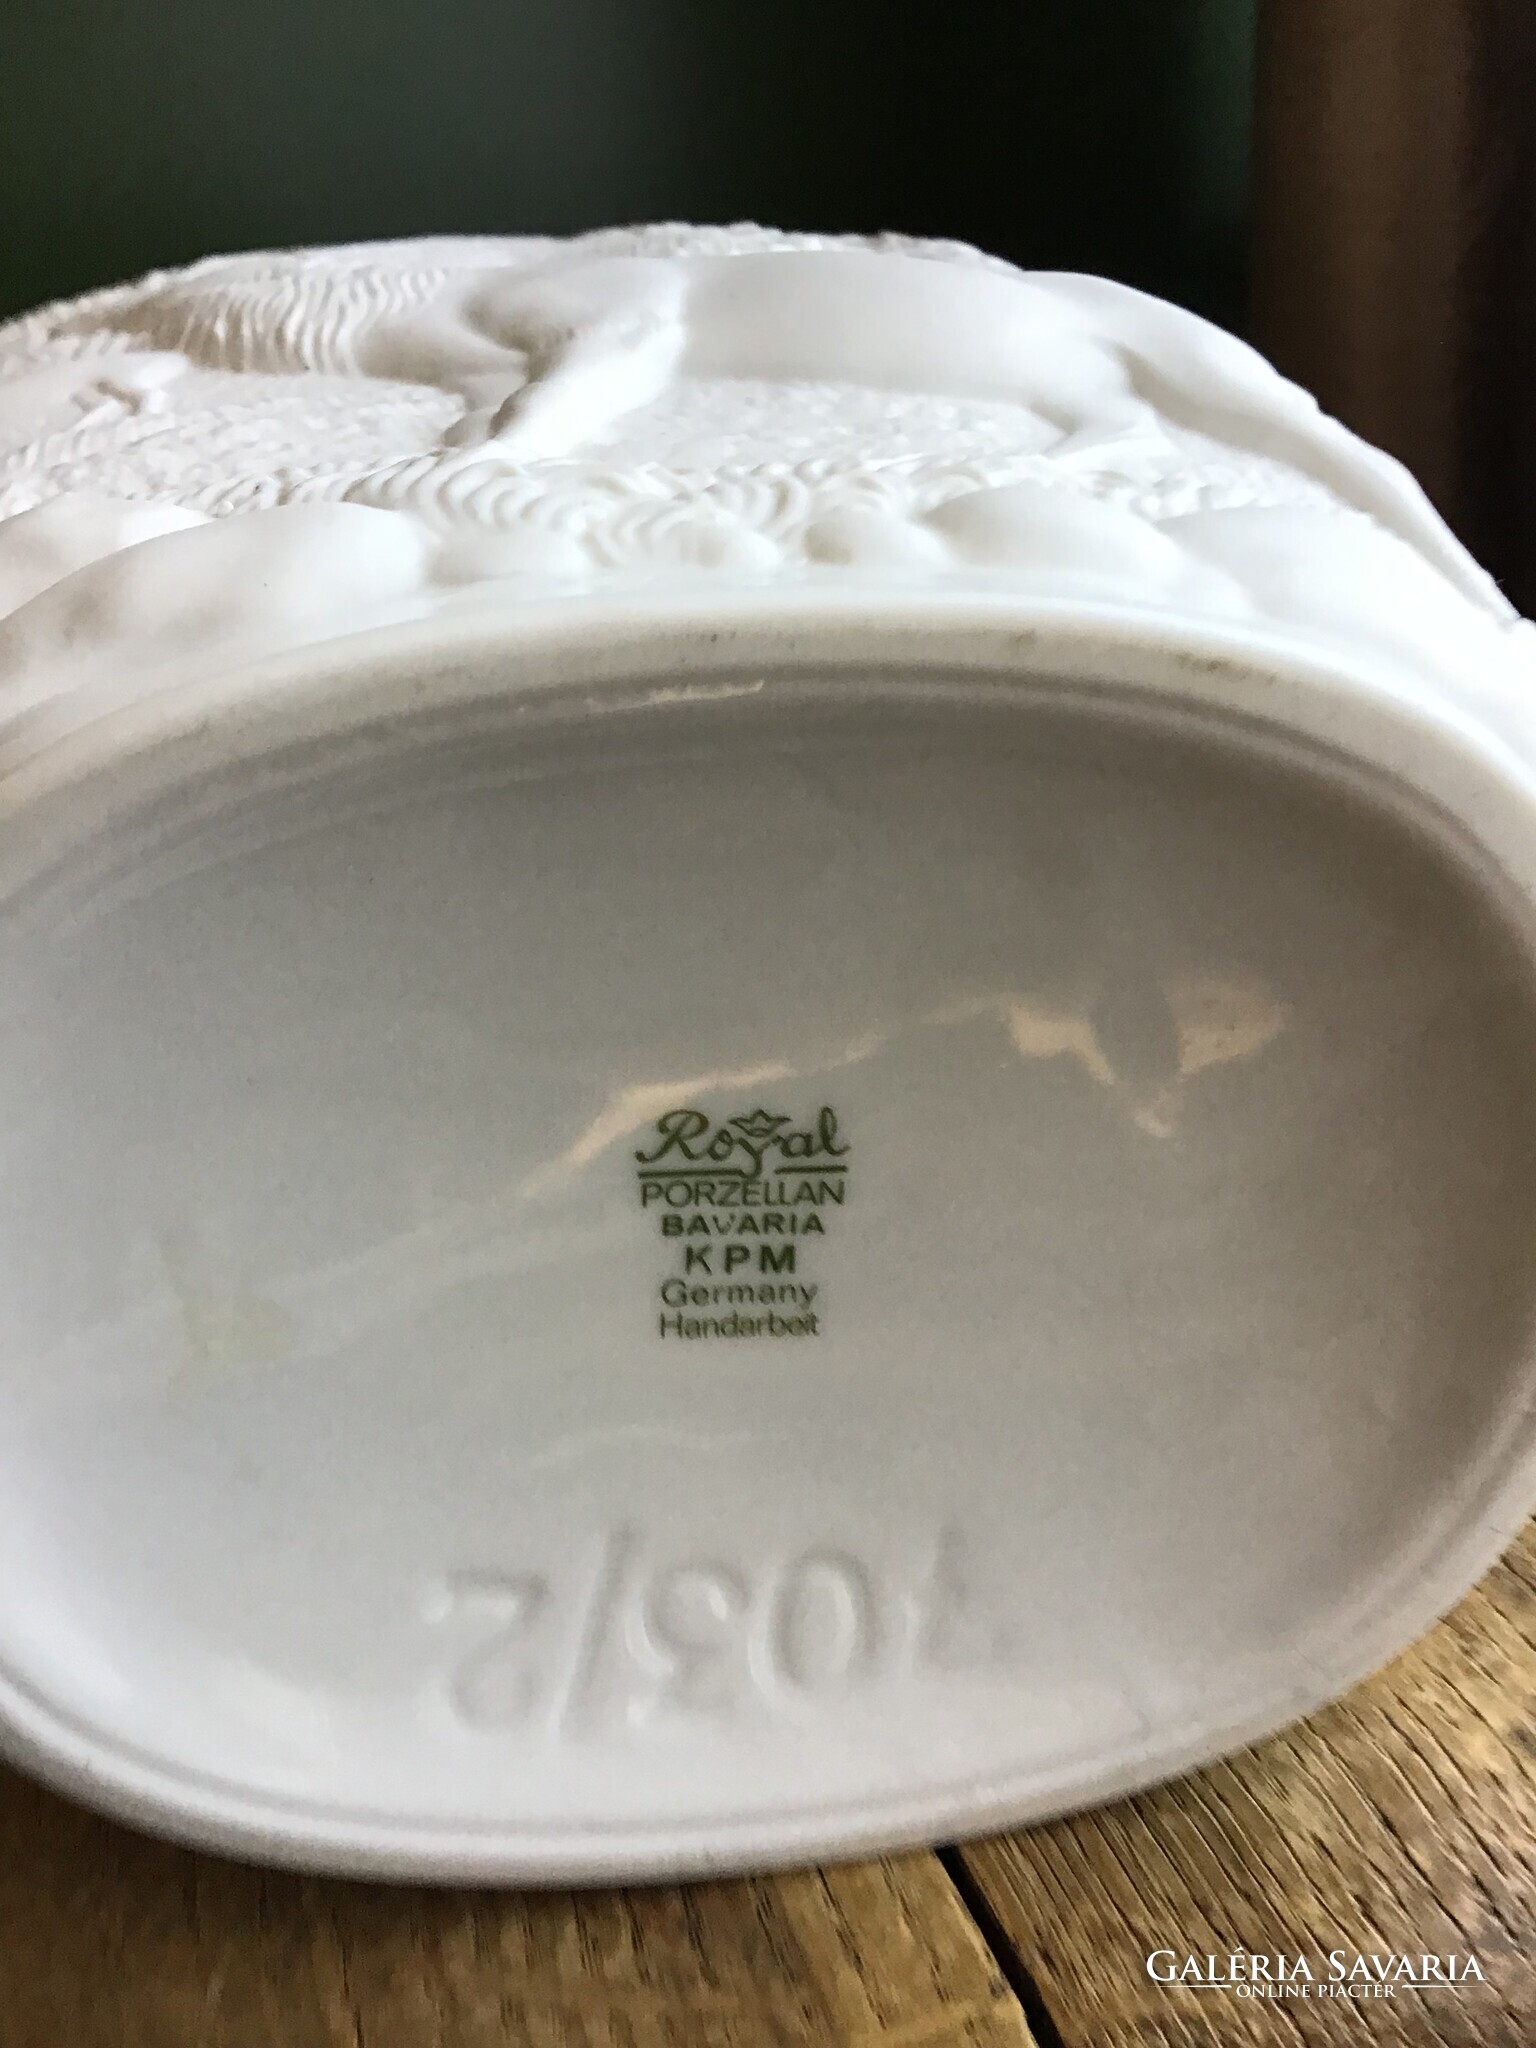 Royal
PORZELLAN
BAVARIA
KPM
Germany
Handarbeit
103/2
GALÉRIA SAVARIA
ONLINE PIACTÉR